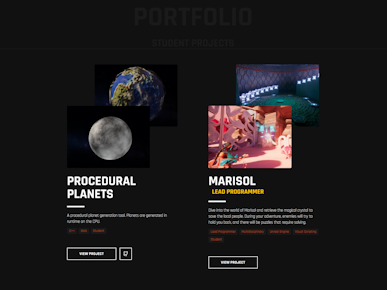 PORTFOLIO
STUDENT PROJECTS
PROCEDURAL
PLANETS
A procedural planet generation tool. Planets are generated in
runtime on the CPU.
C++ Student
VIEW PROJECT
MARISOL
LEAD PROGRAMMER
Dive into the world of Marisol and retrieve the magical crystal to
save the boat people. During your adventure, enemies will try to
hold you back, and there will be puzzles that require solving.
Lead Programmer Unreal Engine Visual Scripting
Student
VIEW PROJECT